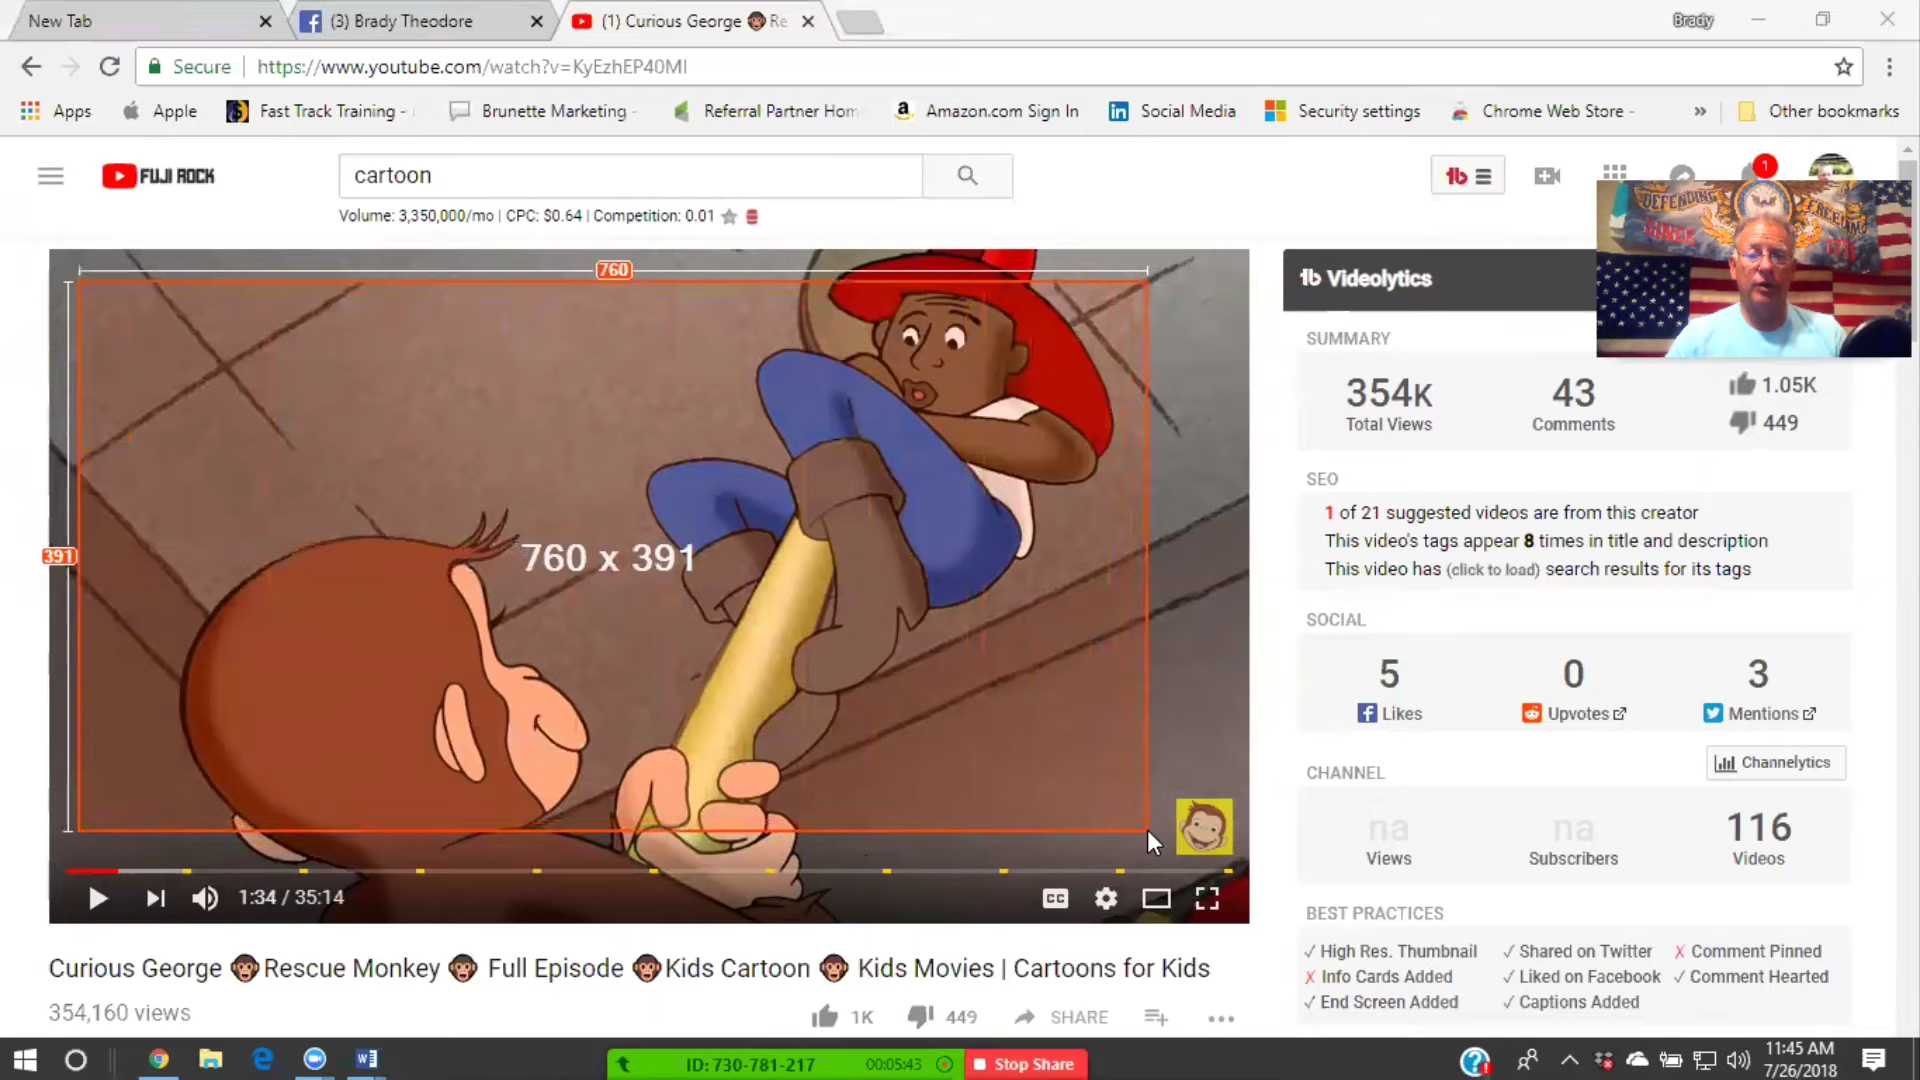 New Tab
(3) Brady Theodore
(1) Curious George 🐵 Re
Brady
Secure
https://www.youtube.com/watch?v=KyEzhEP40MI
Apps
Apple
Fast Track Training -
Brunette Marketing -
Referral Partner Hom
Amazon.com Sign In
Social Media
Security settings
Chrome Web Store -
Other bookmarks
FUJI ROCK
cartoon
1
Volume: 3,350,000/mo | CPC: $0.64 | Competition: 0.01
DEFENDING FREEDOM
SINCE
760
391
760 x 391
1:34 / 35:14
CC
Curious George 🐵Rescue Monkey 🐵 Full Episode 🐵Kids Cartoon 🐵 Kids Movies | Cartoons for Kids
354,160 views
1K
449
SHARE
Videolytics
SUMMARY
354K
Total Views
43
Comments
1.05K
449
SEO
1 of 21 suggested videos are from this creator
This video's tags appear 8 times in title and description
This video has (click to load) search results for its tags
SOCIAL
5
Likes
0
Upvotes
3
Mentions
CHANNEL
Channelytics
na
Views
na
Subscribers
116
Videos
BEST PRACTICES
✓ High Res. Thumbnail
✓ Shared on Twitter
✗ Comment Pinned
✗ Info Cards Added
✓ Liked on Facebook
✓ Comment Hearted
✓ End Screen Added
✓ Captions Added
ID: 730-781-217
00:05:43
Stop Share
11:45 AM
7/26/2018